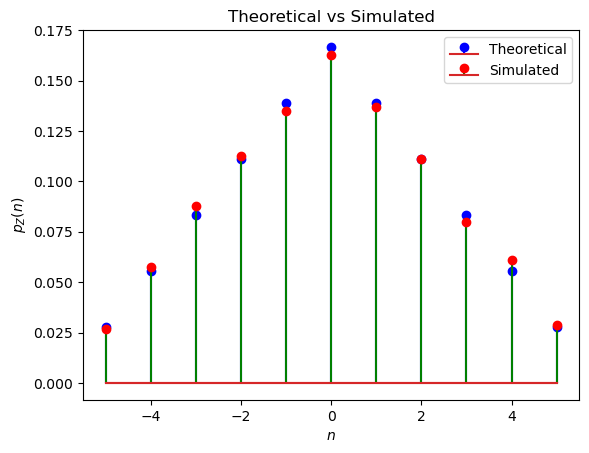 Theoretical vs Simulated
Theoretical
Simulated
0.175
0.150
0.125
0.100
0.075
0.050
0.025
0.000
p_Z(n)
−4
−2
0
2
4
n